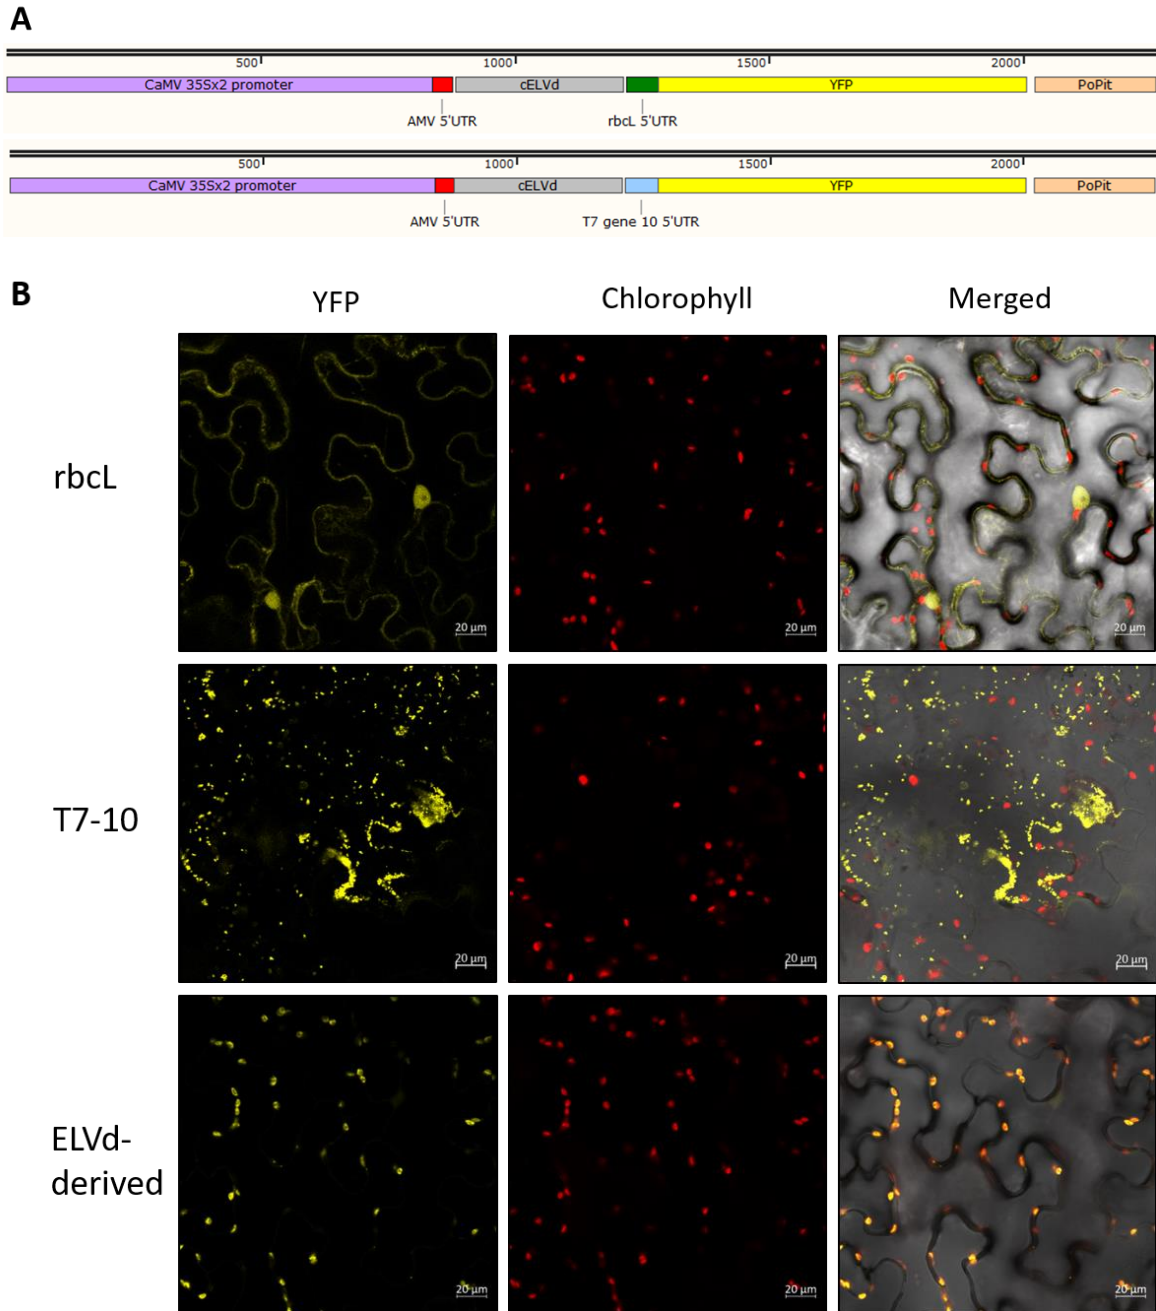 A
500 1000 1500 2000
CaMV 35Sx2 promoter cELVd YFP PoPit
AMV 5'UTR rbcL 5'UTR
500 1000 1500 2000
CaMV 35Sx2 promoter cELVd YFP PoPit
AMV 5'UTR T7 gene 10 5'UTR
B
YFP Chlorophyll Merged
rbcL
20 µm 20 µm 20 µm
T7-10
20 µm 20 µm 20 µm
ELVd-
derived
20 µm 20 µm 20 µm